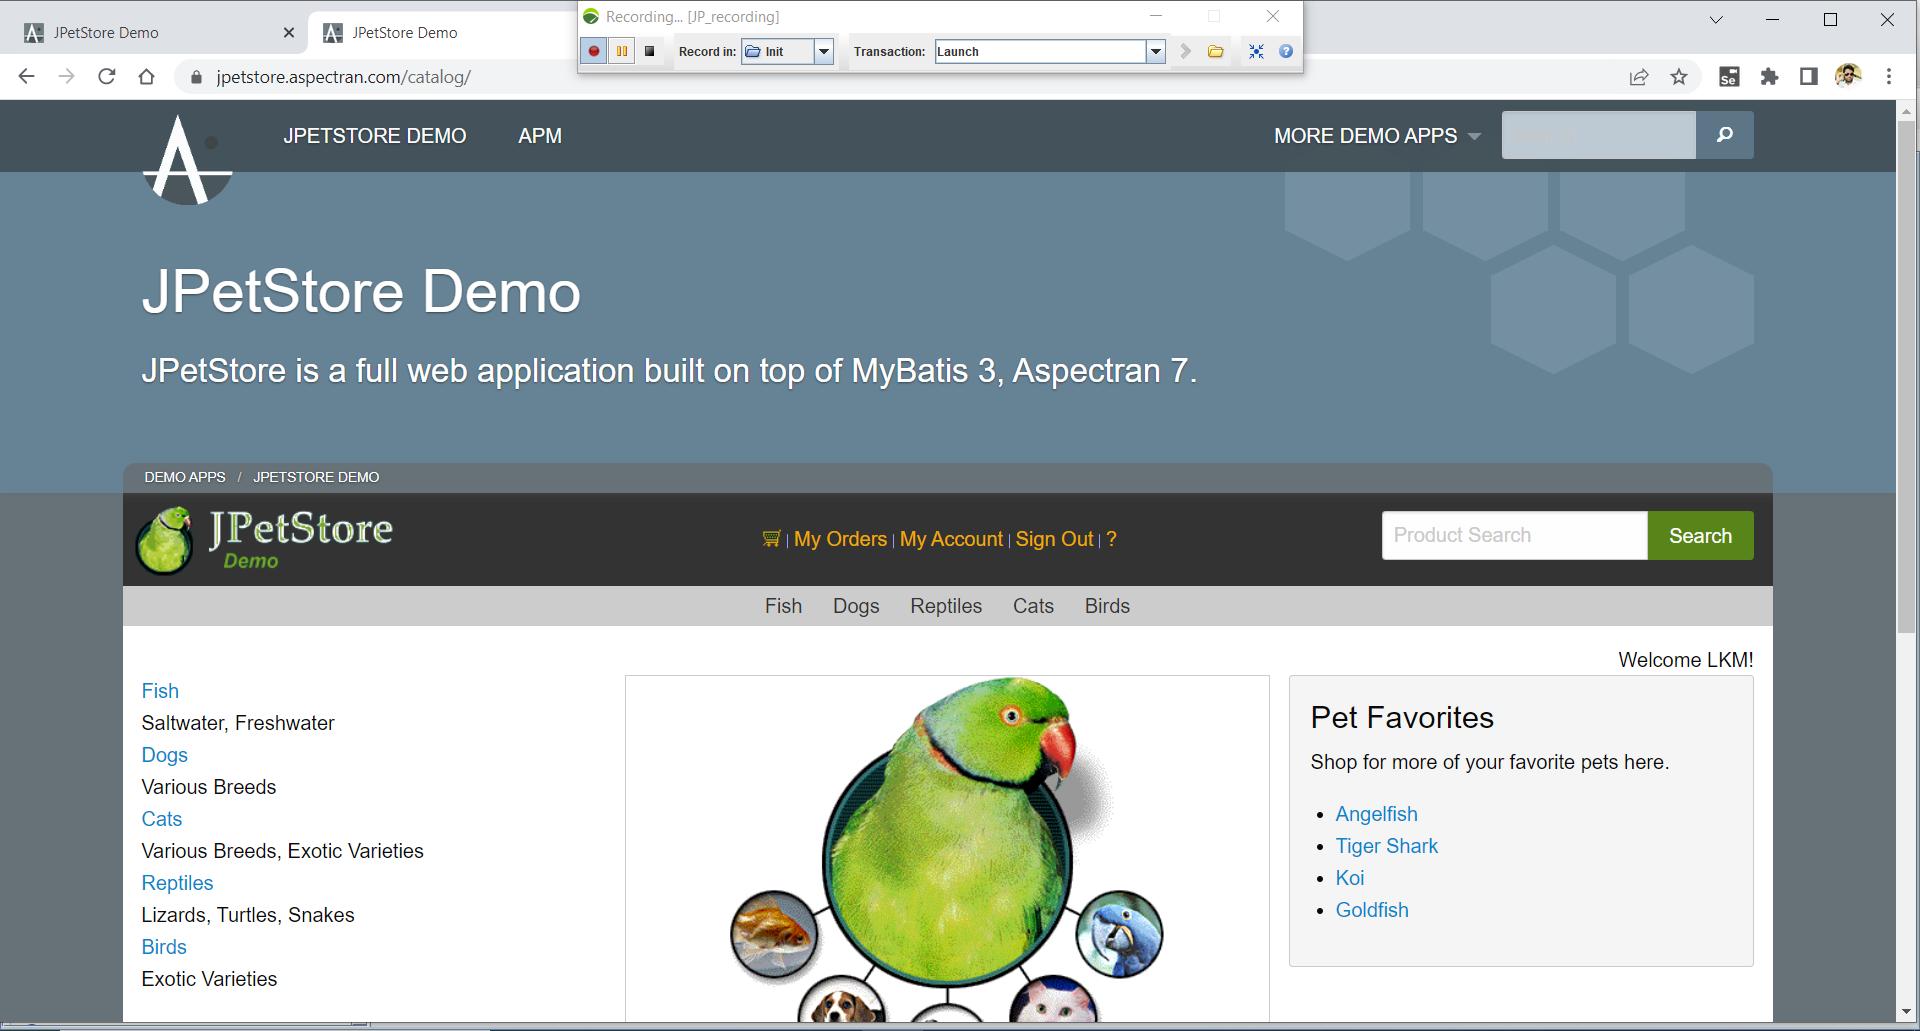 JPetStore Demo
JPetStore Demo
Recording... [JP_recording]
Record in: Init
Transaction: Launch
jpetstore.aspectran.com/catalog/
Se
JPETSTORE DEMO
APM
MORE DEMO APPS
JPetStore Demo
JPetStore is a full web application built on top of MyBatis 3, Aspectran 7.
DEMO APPS / JPETSTORE DEMO
JPetStore
Demo
| My Orders | My Account | Sign Out | ?
Product Search
Search
Fish Dogs Reptiles Cats Birds
Welcome LKM!
Fish
Saltwater, Freshwater
Dogs
Various Breeds
Cats
Various Breeds, Exotic Varieties
Reptiles
Lizards, Turtles, Snakes
Birds
Exotic Varieties
Pet Favorites
Shop for more of your favorite pets here.
• Angelfish
• Tiger Shark
• Koi
• Goldfish